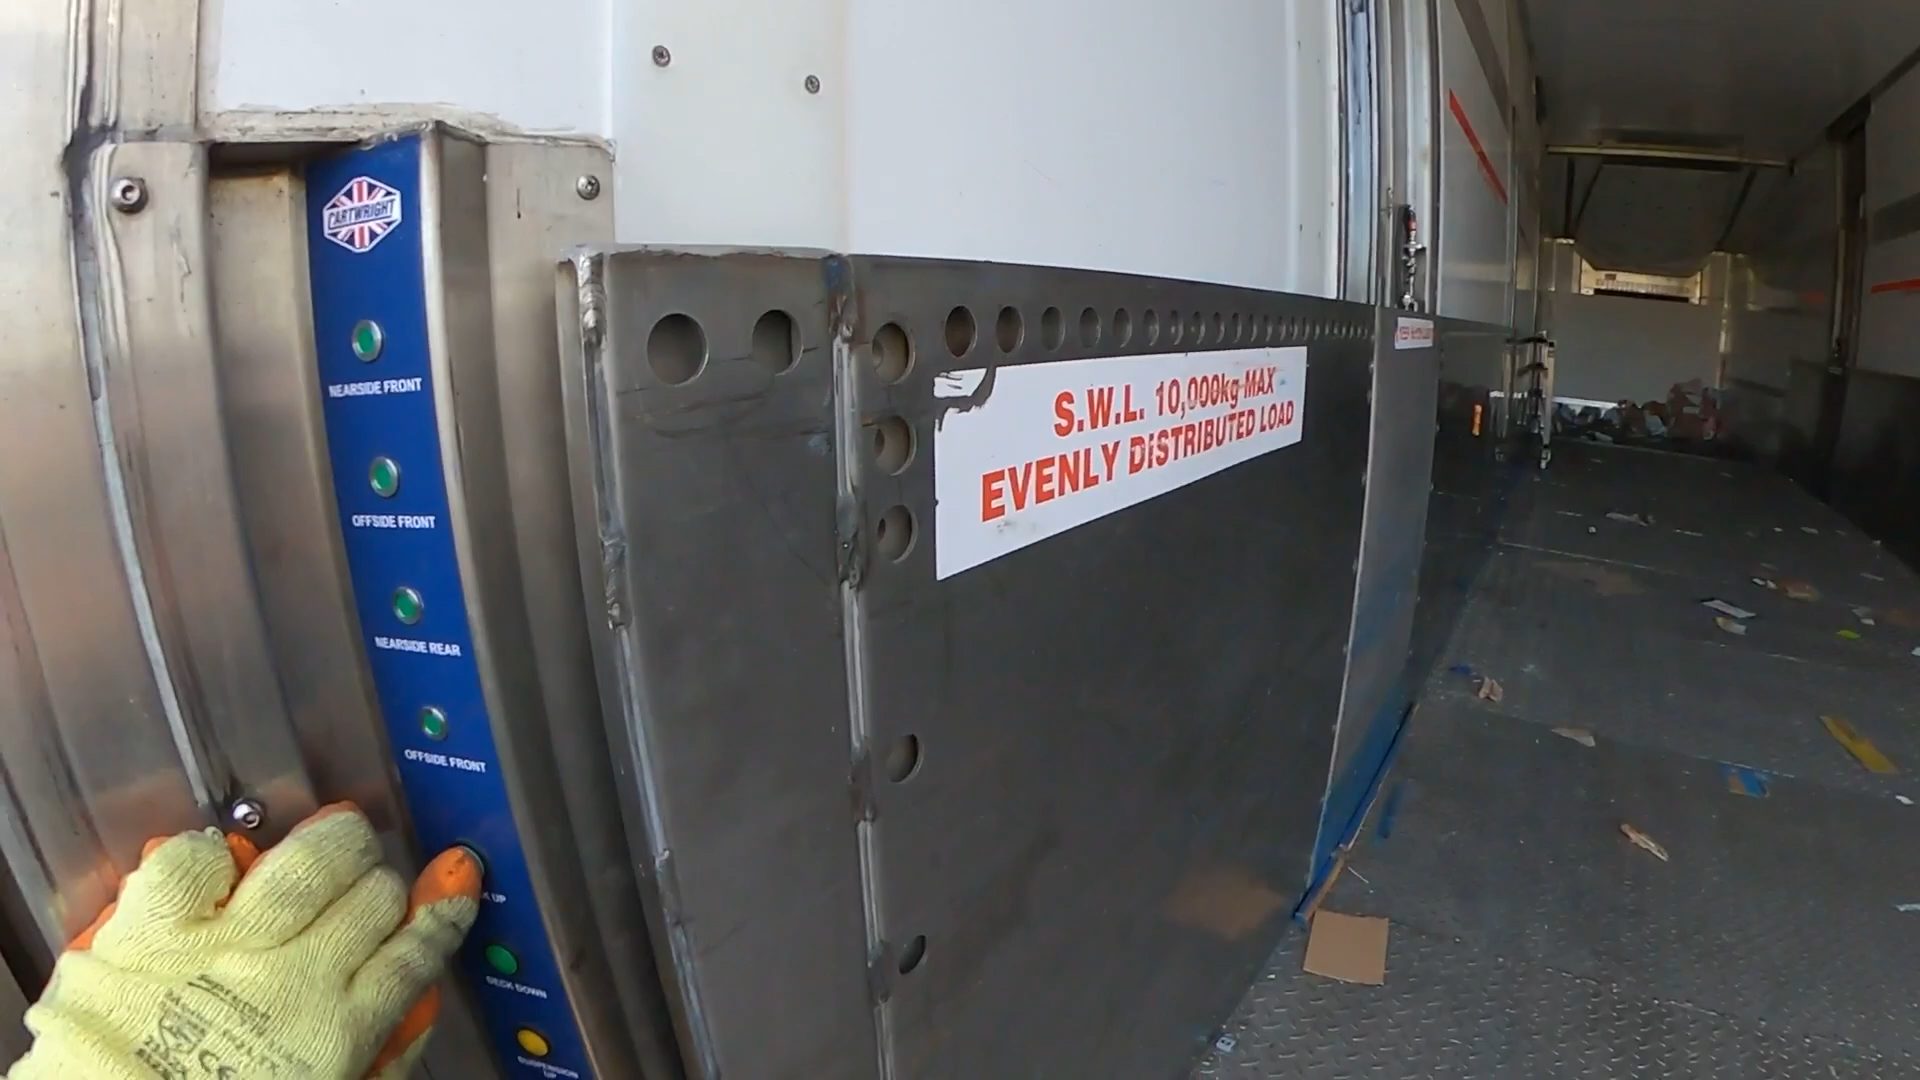 CARTWRIGHT
NEARSIDE FRONT
OFFSIDE FRONT
NEARSIDE REAR
OFFSIDE FRONT
UP
DECK DOWN
SUSPENSION
UP
S.W.L. 10,000kg MAX
EVENLY DISTRIBUTED LOAD